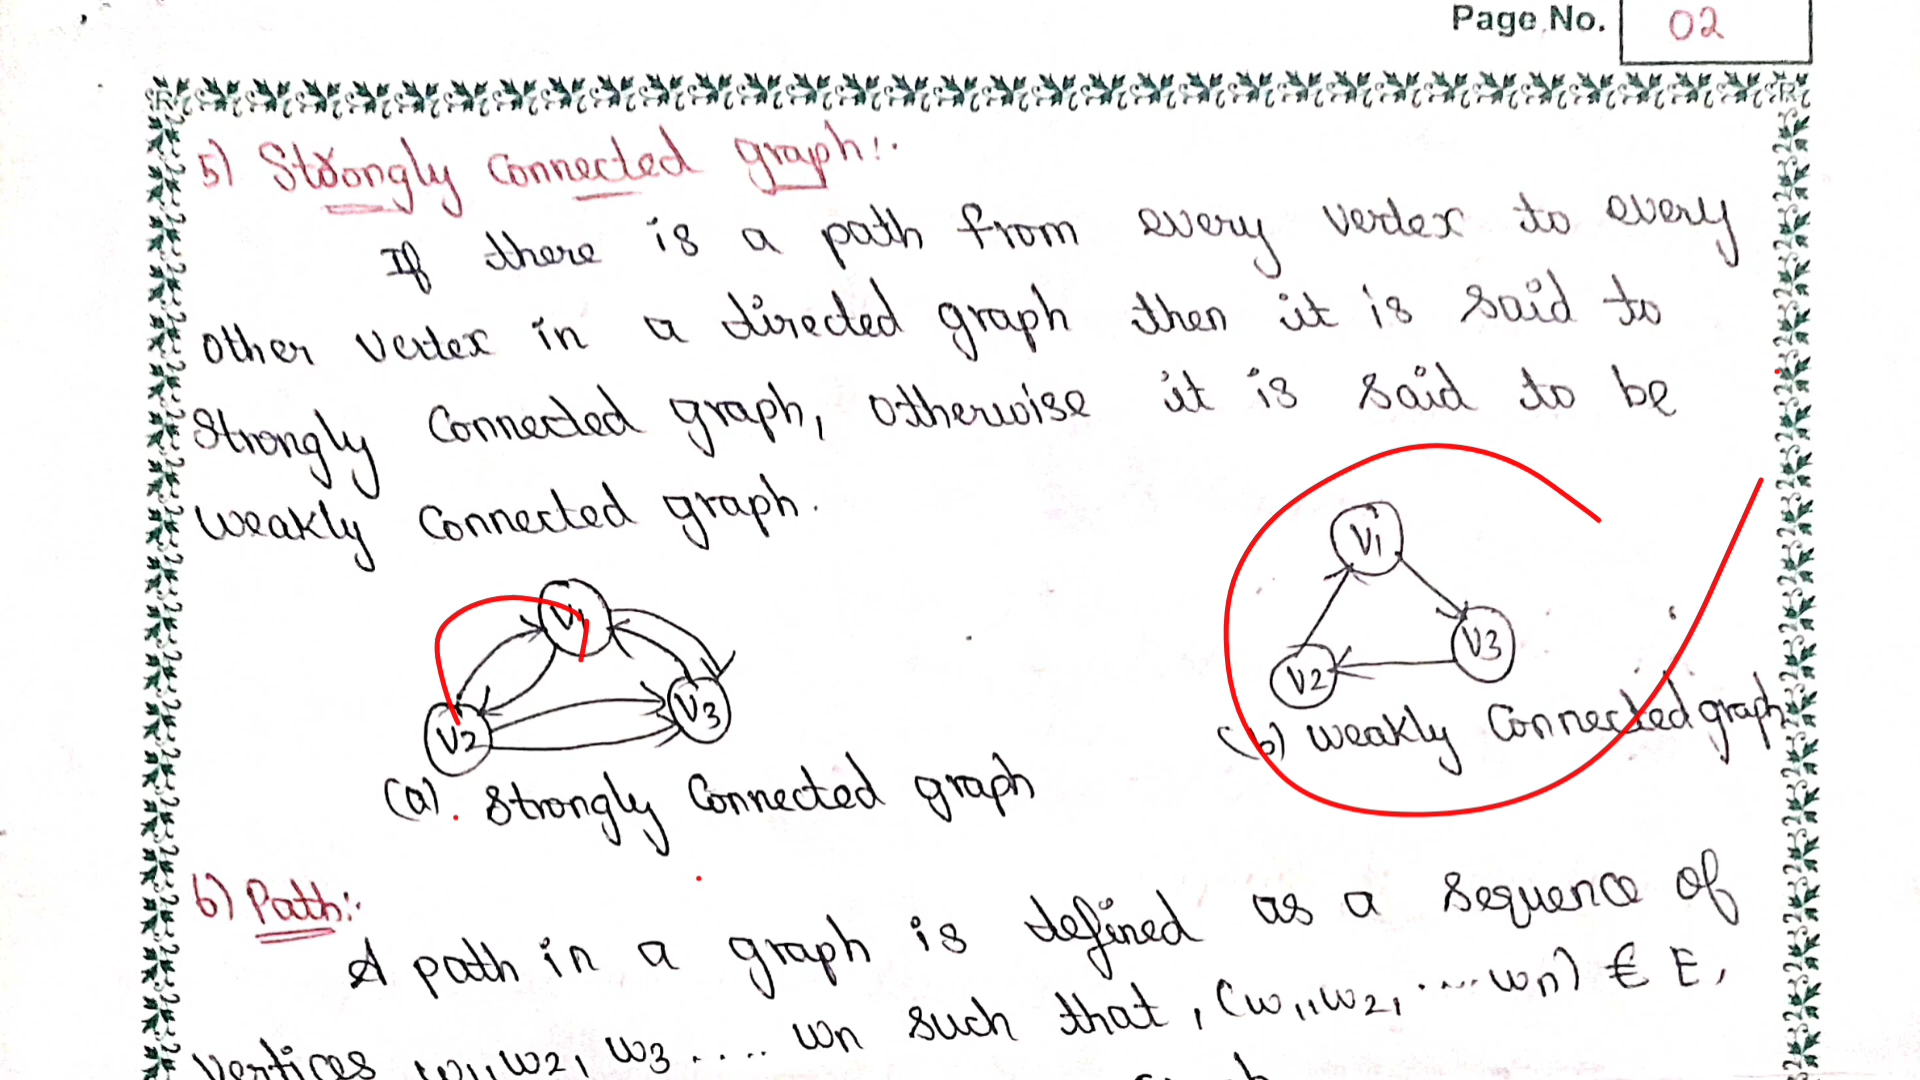 Page No. 02
5) Strongly Connected graph:-
If there is a path from every vertex to every
other vertex in a directed graph then it is said to
Strongly Connected graph, otherwise it is said to be
weakly Connected graph.
V1
V2
V3
(a). Strongly Connected graph
V1
V3
V2
(b) weakly Connected graph
6) Path:-
A path in a graph is defined as a sequence of
vertices w1, w2, w3 .... wn such that, (w1, w2, .... wn) € E,